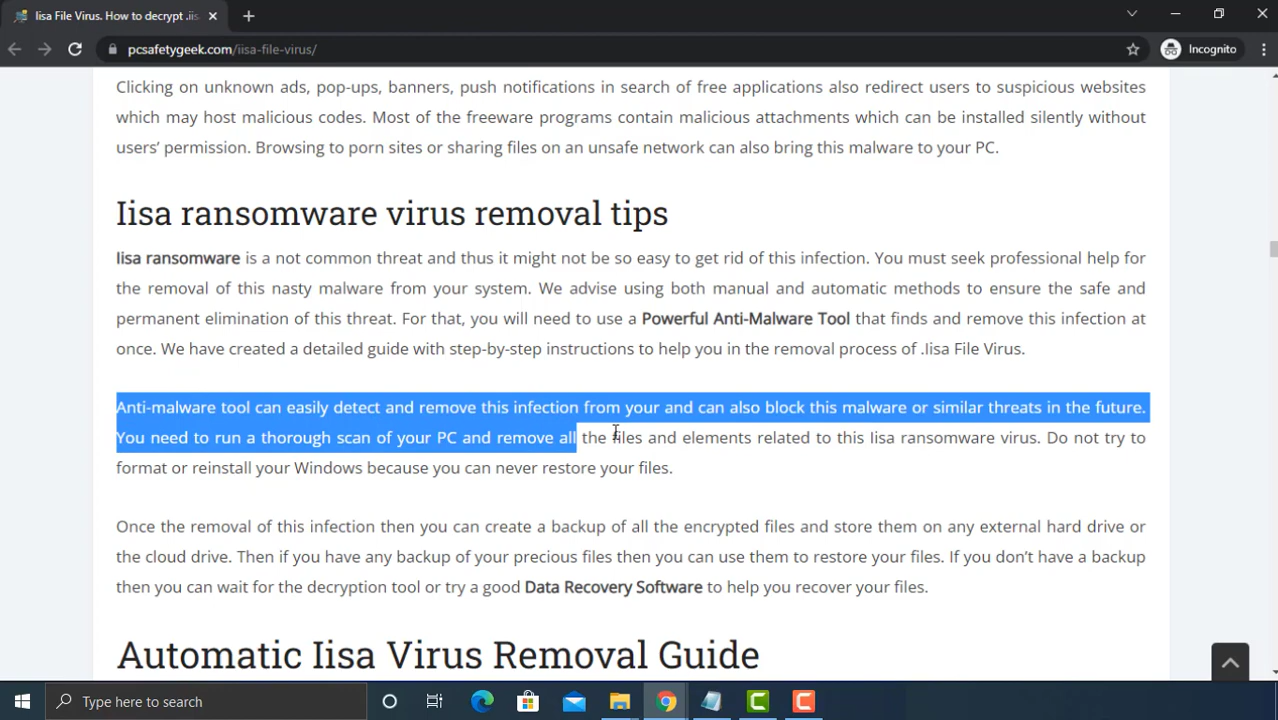 Iisa File Virus. How to decrypt .iis
pcsafetygeek.com/iisa-file-virus/
Incognito
Clicking on unknown ads, pop-ups, banners, push notifications in search of free applications also redirect users to suspicious websites
which may host malicious codes. Most of the freeware programs contain malicious attachments which can be installed silently without
users’ permission. Browsing to porn sites or sharing files on an unsafe network can also bring this malware to your PC.
Iisa ransomware virus removal tips
Iisa ransomware is a not common threat and thus it might not be so easy to get rid of this infection. You must seek professional help for
the removal of this nasty malware from your system. We advise using both manual and automatic methods to ensure the safe and
permanent elimination of this threat. For that, you will need to use a Powerful Anti-Malware Tool that finds and remove this infection at
once. We have created a detailed guide with step-by-step instructions to help you in the removal process of .Iisa File Virus.
Anti-malware tool can easily detect and remove this infection from your and can also block this malware or similar threats in the future.
You need to run a thorough scan of your PC and remove all the files and elements related to this Iisa ransomware virus. Do not try to
format or reinstall your Windows because you can never restore your files.
Once the removal of this infection then you can create a backup of all the encrypted files and store them on any external hard drive or
the cloud drive. Then if you have any backup of your precious files then you can use them to restore your files. If you don’t have a backup
then you can wait for the decryption tool or try a good Data Recovery Software to help you recover your files.
Automatic Iisa Virus Removal Guide
Type here to search